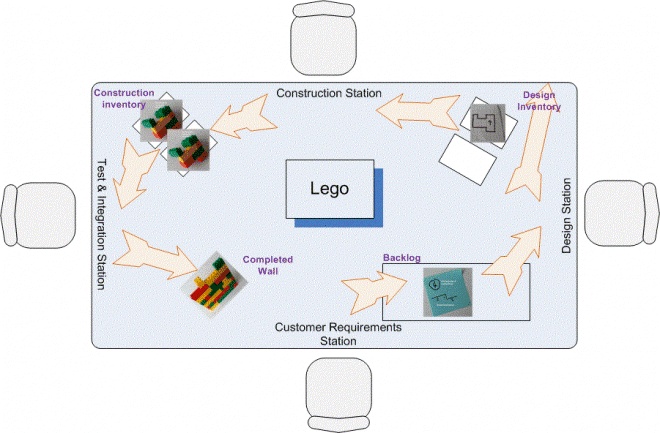 Construction
inventory
Construction Station
Design
Inventory
Test & Integration Station
Lego
Design Station
Completed
Wall
Backlog
Customer Requirements
Station